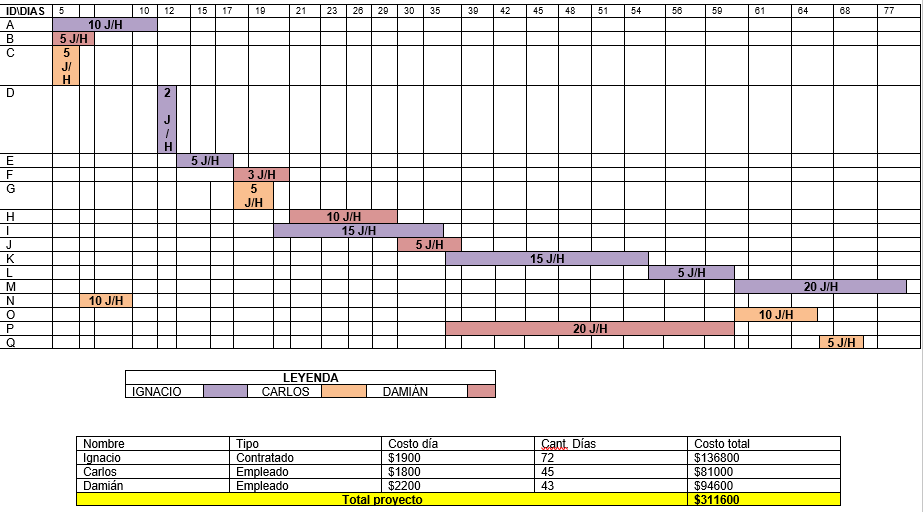 ID\DIAS 5 10 12 15 17 19 21 23 26 29 30 35 39 42 45 48 51 54 56 59 61 64 68 77
A 10 J/H
B 5 J/H
C 5
J/
H
D 2
J
/
H
E 5 J/H
F 3 J/H
G 5
J/H
H 10 J/H
I 15 J/H
J 5 J/H
K 15 J/H
L 5 J/H
M 20 J/H
N 10 J/H
O 10 J/H
P 20 J/H
Q 5 J/H
LEYENDA
IGNACIO CARLOS DAMIÁN
Nombre Tipo Costo día Cant. Días Costo total
Ignacio Contratado $1900 72 $136800
Carlos Empleado $1800 45 $81000
Damián Empleado $2200 43 $94600
Total proyecto $311600